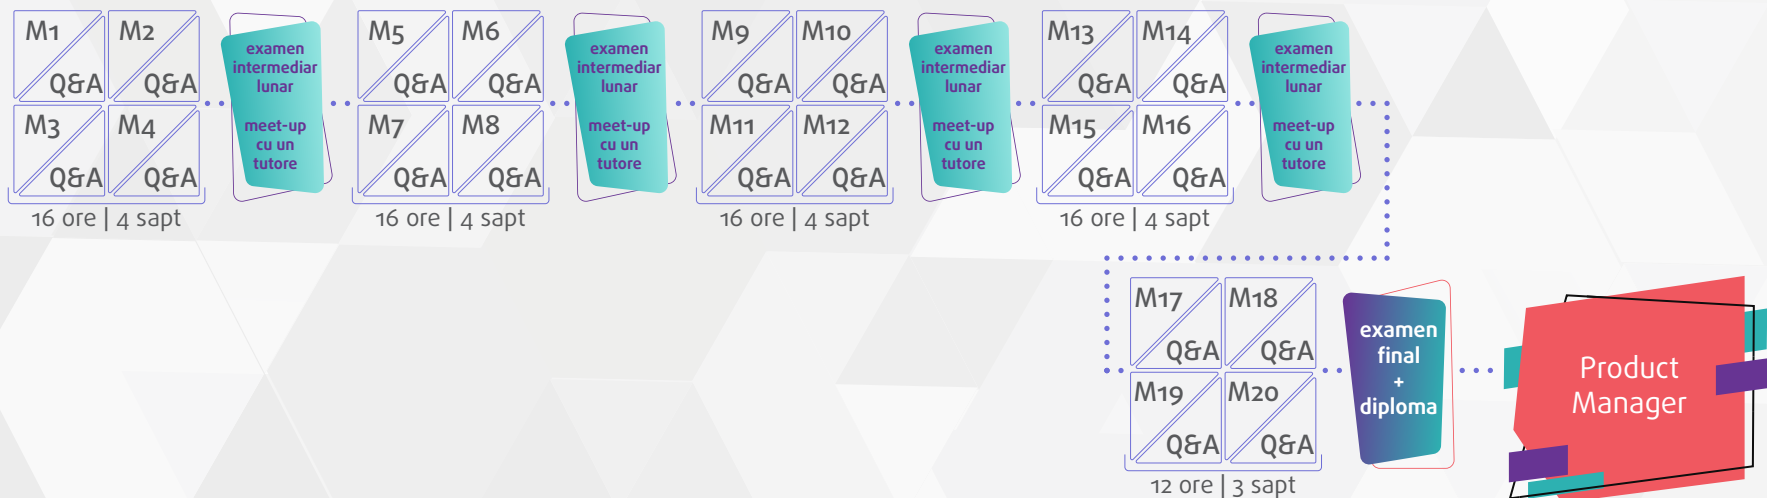 M1
Q&A
M2
Q&A
M3
Q&A
M4
Q&A
16 ore | 4 sapt
examen
intermediar
lunar
meet-up
cu un
tutore
M5
Q&A
M6
Q&A
M7
Q&A
M8
Q&A
16 ore | 4 sapt
examen
intermediar
lunar
meet-up
cu un
tutore
M9
Q&A
M10
Q&A
M11
Q&A
M12
Q&A
16 ore | 4 sapt
examen
intermediar
lunar
meet-up
cu un
tutore
M13
Q&A
M14
Q&A
M15
Q&A
M16
Q&A
16 ore | 4 sapt
examen
intermediar
lunar
meet-up
cu un
tutore
M17
Q&A
M18
Q&A
M19
Q&A
M20
Q&A
12 ore | 3 sapt
examen
final
+
diploma
Product
Manager